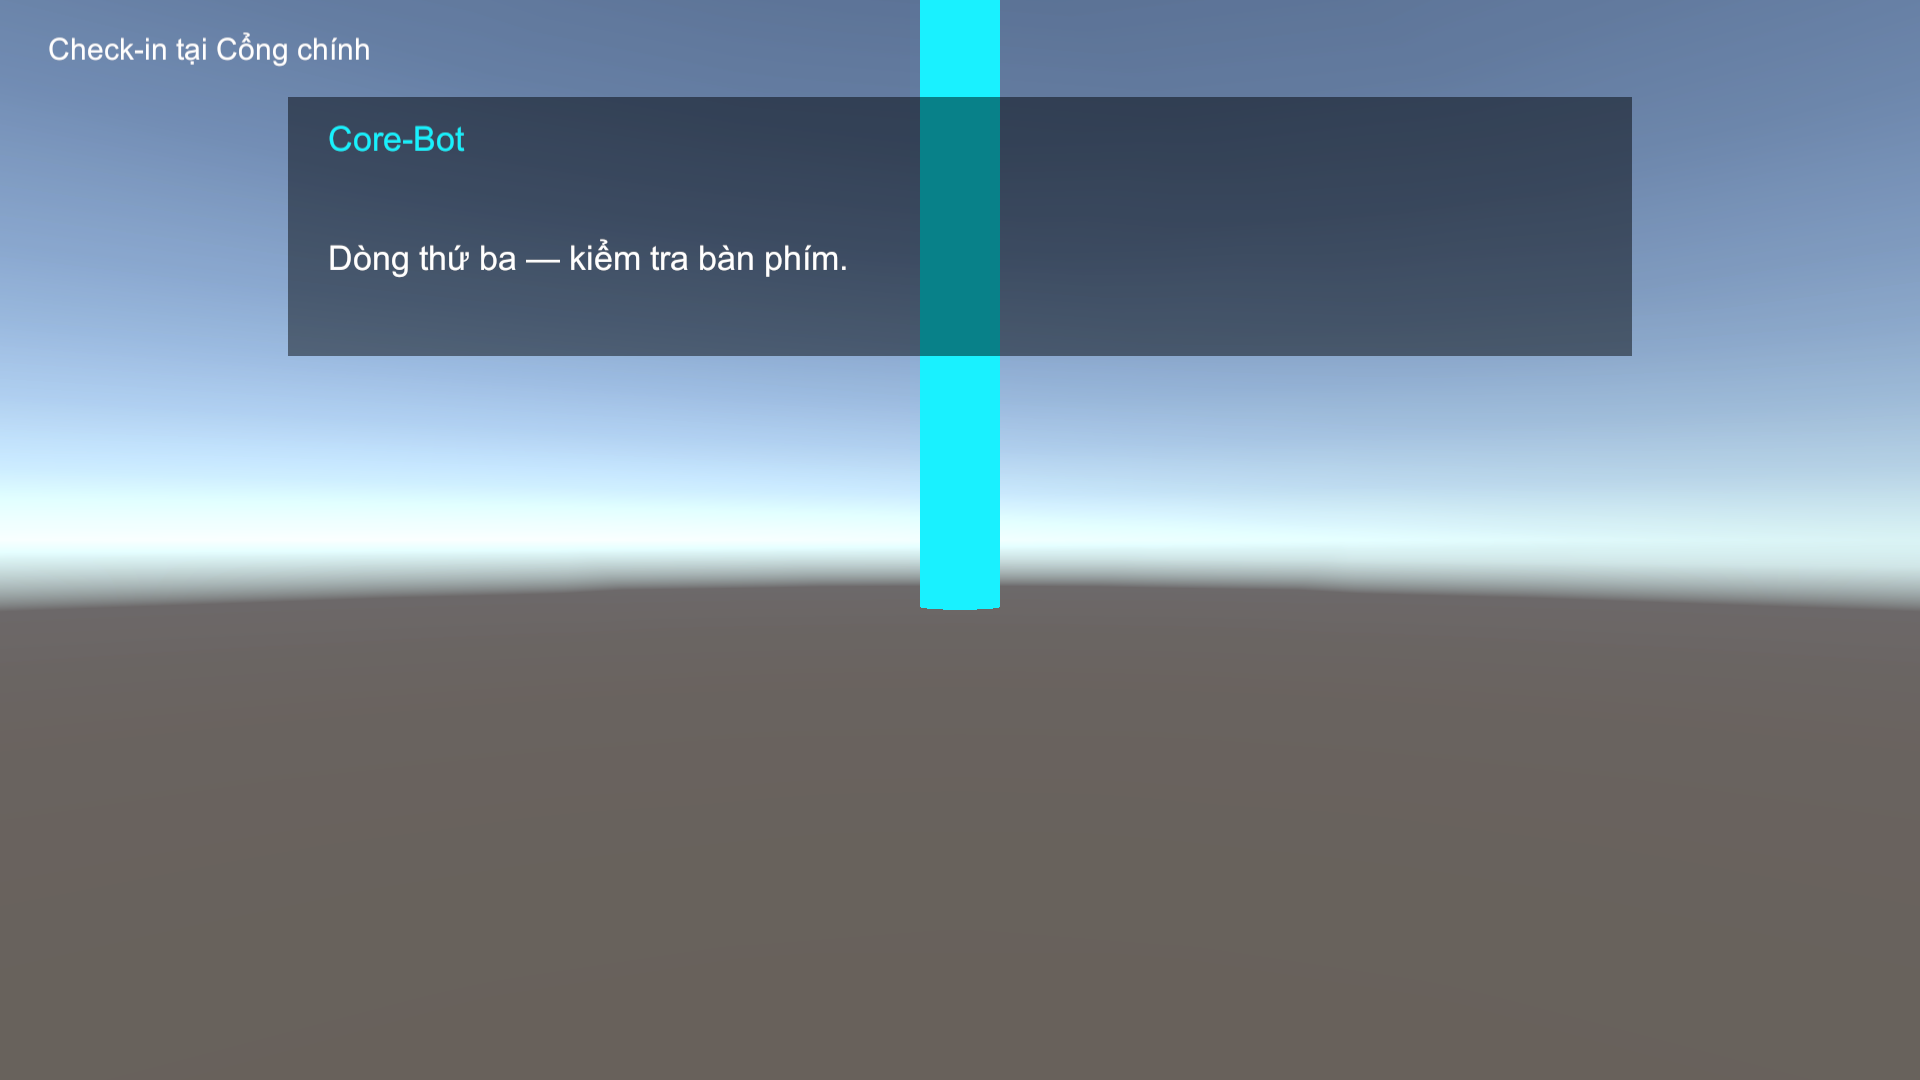 Check-in tại Cổng chính
Core-Bot
Dòng thứ ba — kiểm tra bàn phím.